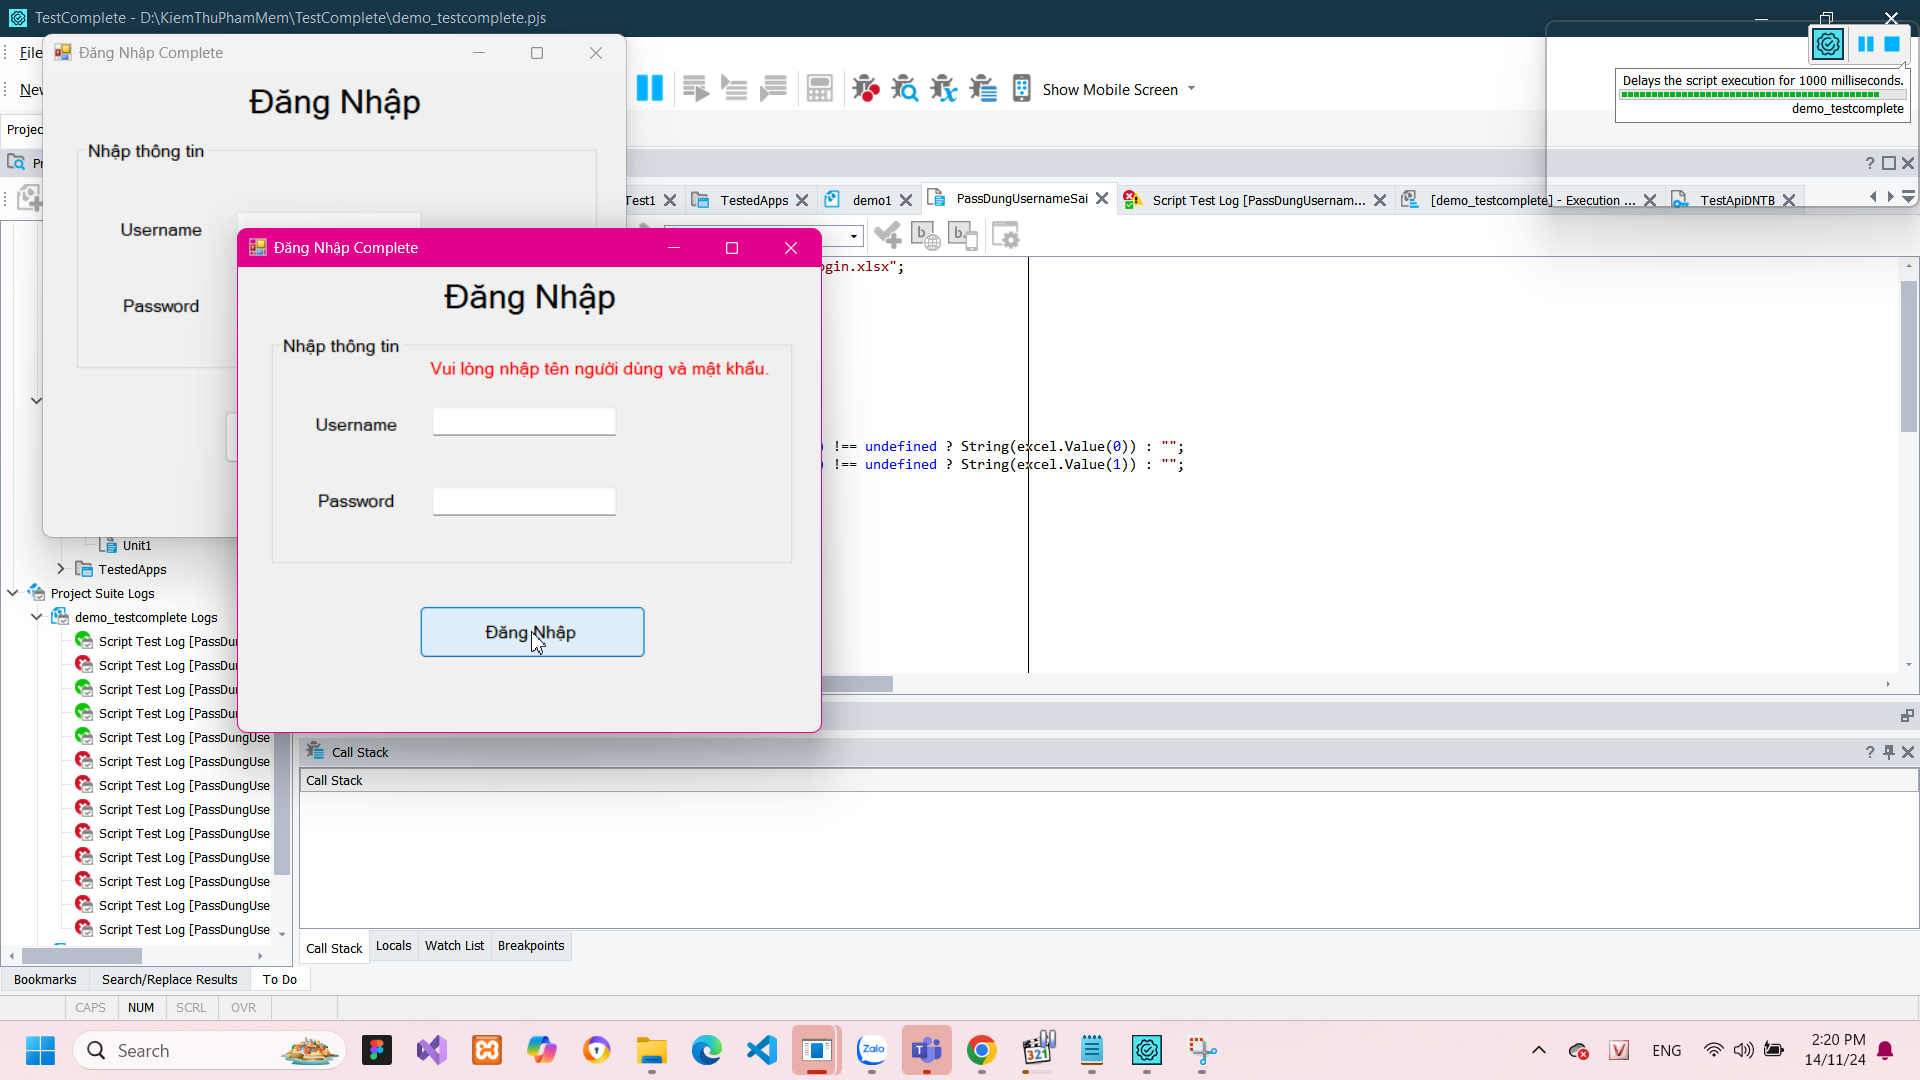 TestComplete - D:\KiemThuPhamMem\TestComplete\demo_testcomplete.pjs
File
Đăng Nhập Complete
Đăng Nhập
Nhập thông tin
Username
Password
New
Show Mobile Screen
Delays the script execution for 1000 milliseconds.
demo_testcomplete
Projec
Pr
Test1
TestedApps
demo1
PassDungUsernameSai
Script Test Log [PassDungUsernam...
[demo_testcomplete] - Execution ...
TestApiDNTB
Đăng Nhập Complete
Đăng Nhập
Nhập thông tin
Vui lòng nhập tên người dùng và mật khẩu.
Username
Password
Đăng Nhập
ogin.xlsx";
) !== undefined ? String(excel.Value(0)) : "";
) !== undefined ? String(excel.Value(1)) : "";
Unit1
TestedApps
Project Suite Logs
demo_testcomplete Logs
Script Test Log [PassDun
Script Test Log [PassDun
Script Test Log [PassDun
Script Test Log [PassDun
Script Test Log [PassDungUse
Script Test Log [PassDungUse
Script Test Log [PassDungUse
Script Test Log [PassDungUse
Script Test Log [PassDungUse
Script Test Log [PassDungUse
Script Test Log [PassDungUse
Script Test Log [PassDungUse
Script Test Log [PassDungUse
Call Stack
Call Stack
Call Stack Locals Watch List Breakpoints
Bookmarks Search/Replace Results To Do
CAPS NUM SCRL OVR
Search
Zalo
321
ENG
2:20 PM
14/11/24